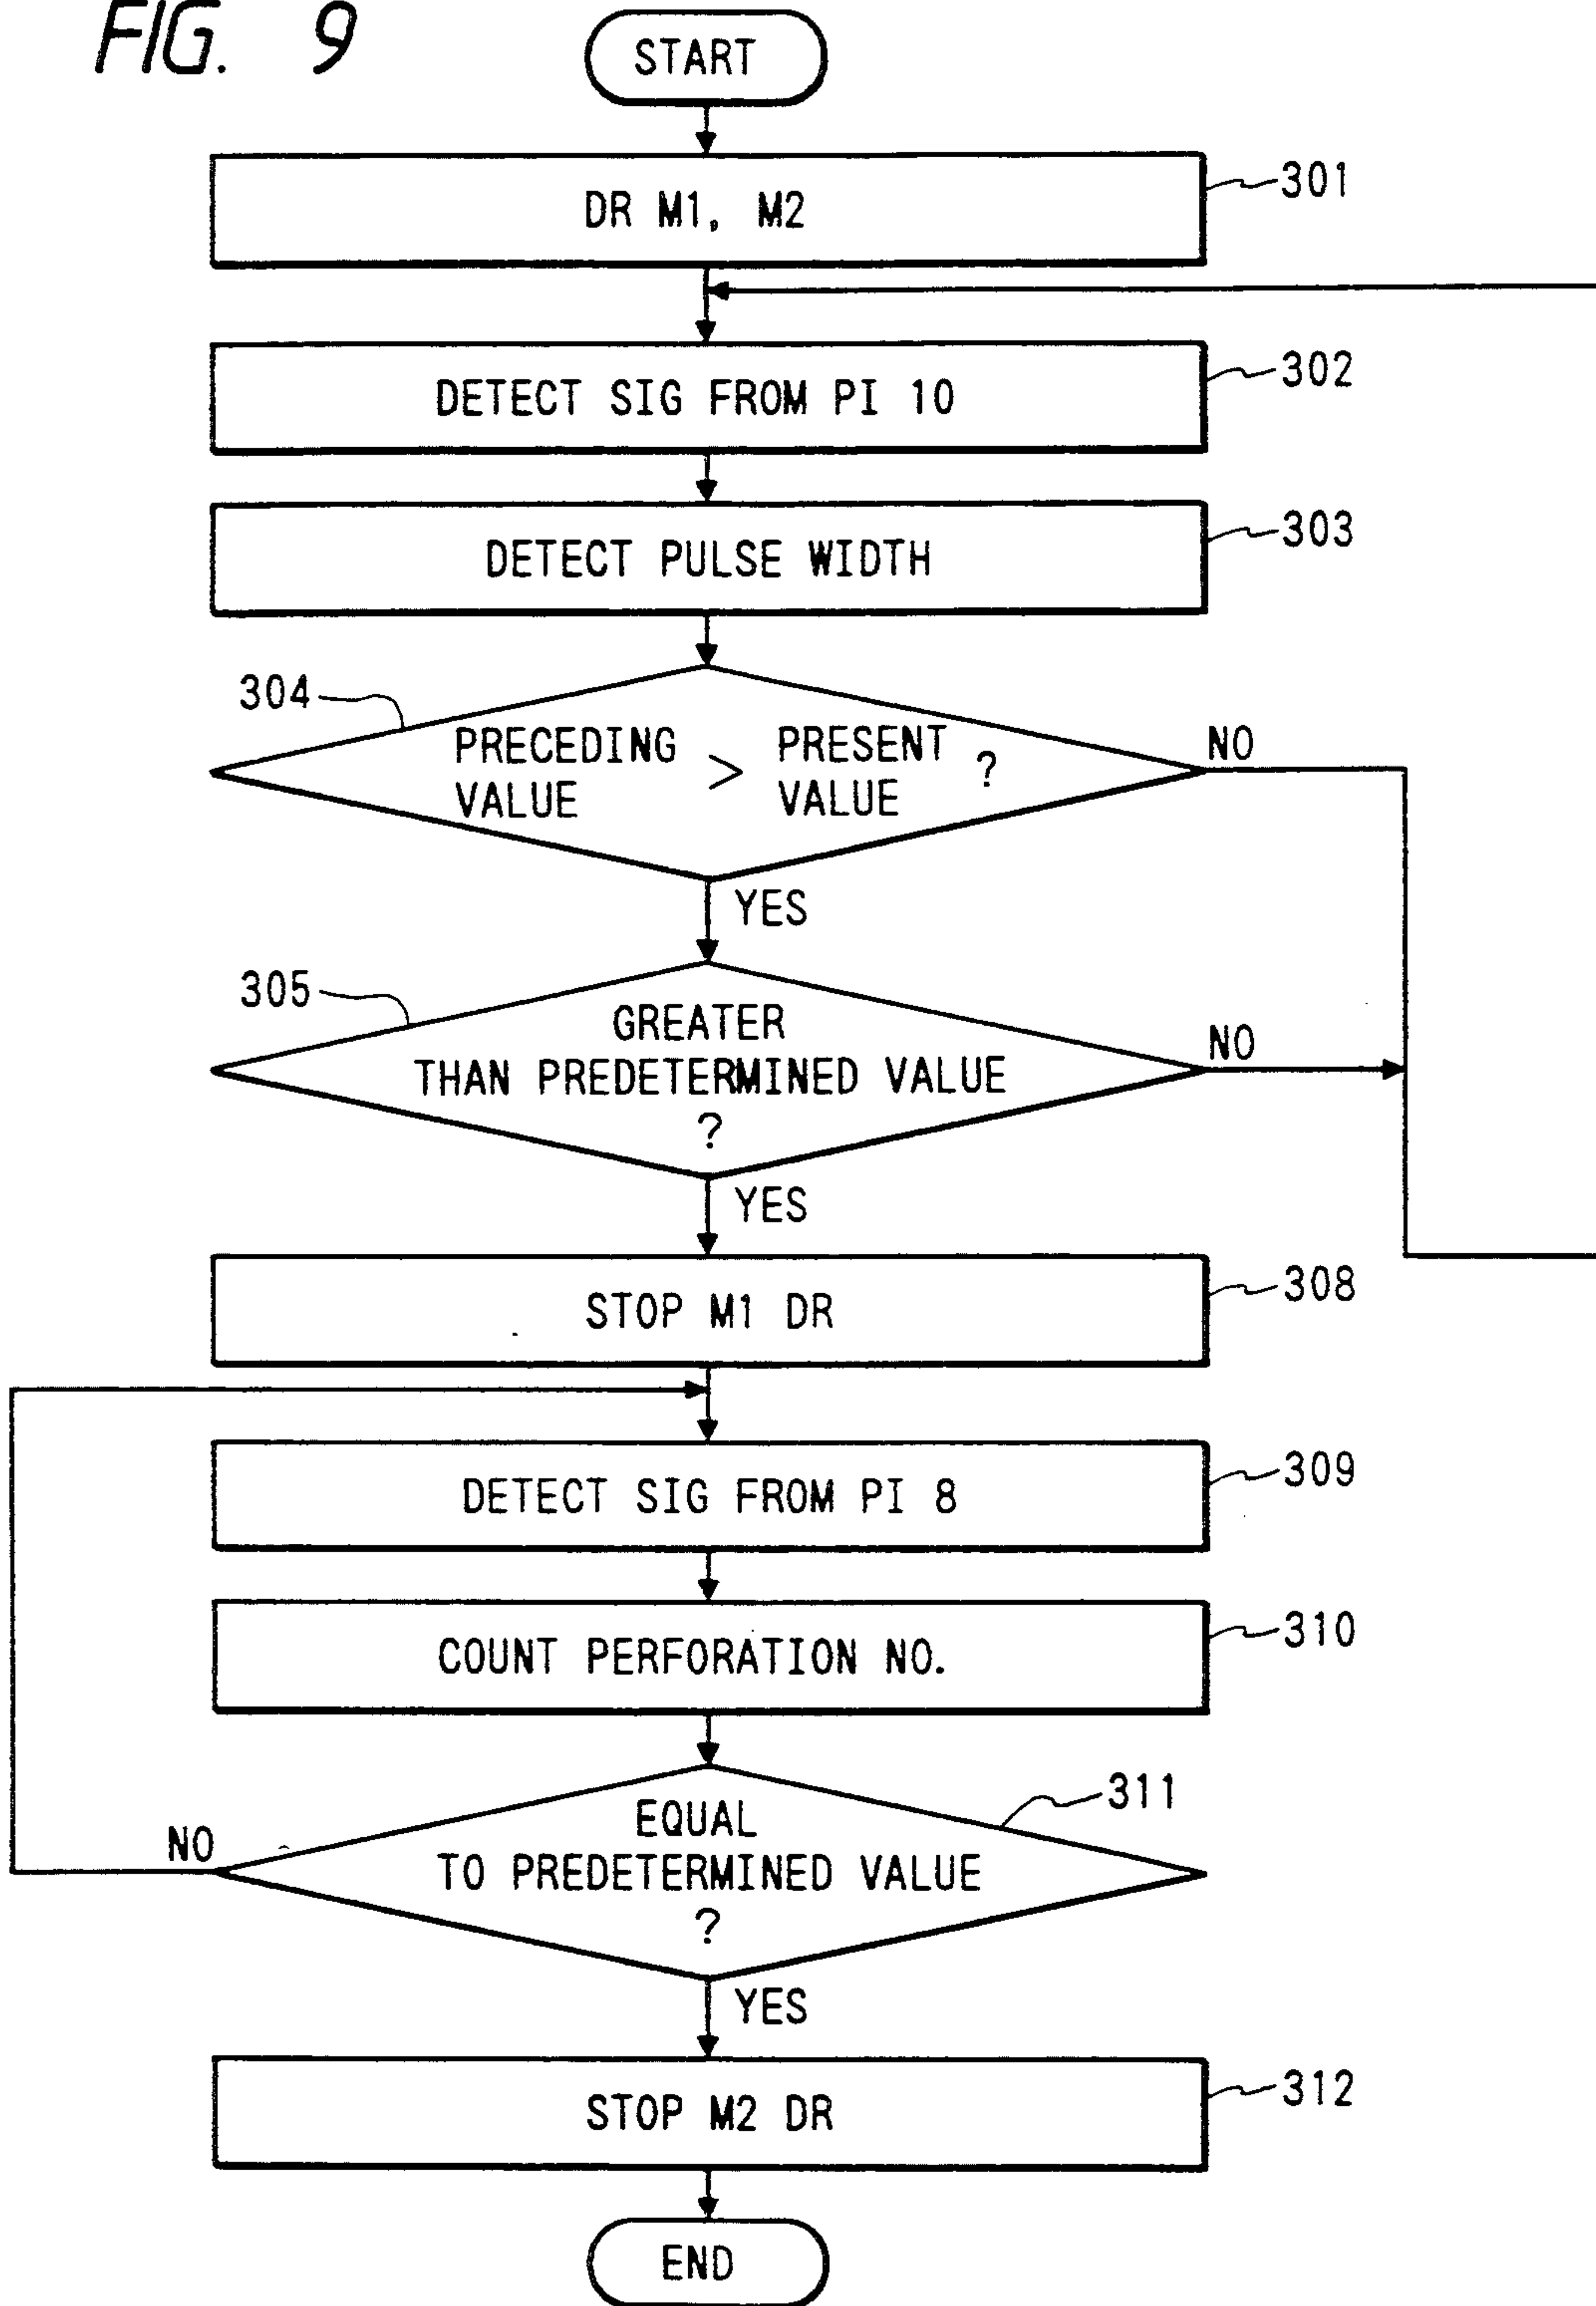 FIG. 9
START
DR M1, M2
301
DETECT SIG FROM PI 10
302
DETECT PULSE WIDTH
303
304
PRECEDING VALUE > PRESENT VALUE ?
NO
YES
305
GREATER
THAN PREDETERMINED VALUE
?
NO
YES
STOP M1 DR
308
DETECT SIG FROM PI 8
309
COUNT PERFORATION NO.
310
311
EQUAL
TO PREDETERMINED VALUE
?
NO
YES
STOP M2 DR
312
END